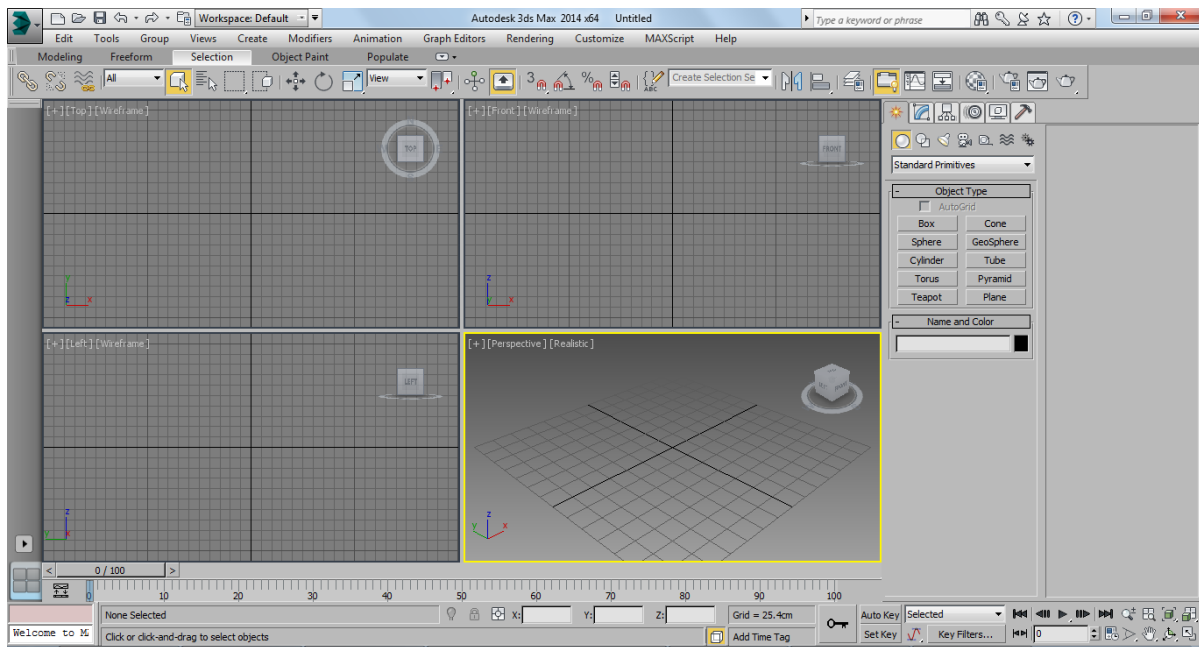 Workspace: Default
Autodesk 3ds Max 2014 x64 Untitled
Type a keyword or phrase
Edit Tools Group Views Create Modifiers Animation Graph Editors Rendering Customize MAXScript Help
Modeling Freeform Selection Object Paint Populate
All
View
3
%
ABC
Create Selection Se
[+][Top][Wireframe]
TOP
y
z x
[+][Front][Wireframe]
FRONT
z
y x
[+][Left][Wireframe]
LEFT
z
y x
[+][Perspective][Realistic]
z
y x
Standard Primitives
- Object Type
AutoGrid
Box Cone
Sphere GeoSphere
Cylinder Tube
Torus Pyramid
Teapot Plane
- Name and Color
< 0 / 100 >
0 10 20 30 40 50 60 70 80 90 100
None Selected
X: Y: Z:
Grid = 25.4cm
Auto Key Selected
Welcome to M
Click or click-and-drag to select objects
Add Time Tag
Set Key Key Filters... 0